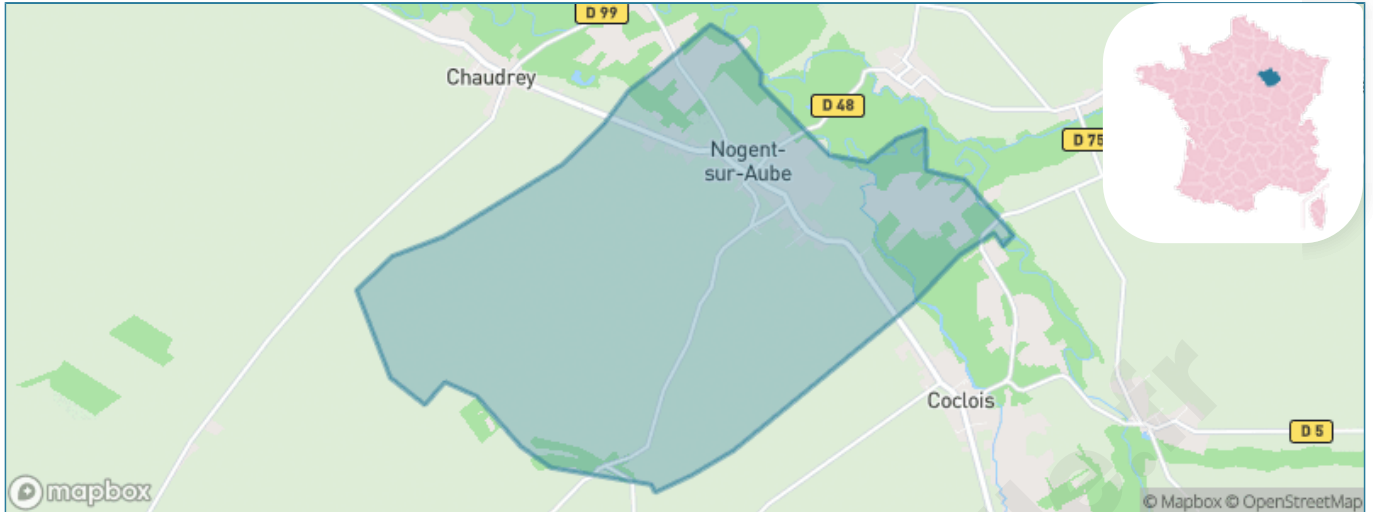 D 99
Chaudrey
D 48
D 75
Nogent-
sur-Aube
Coclois
D 5
mapbox
© Mapbox © OpenStreetMap